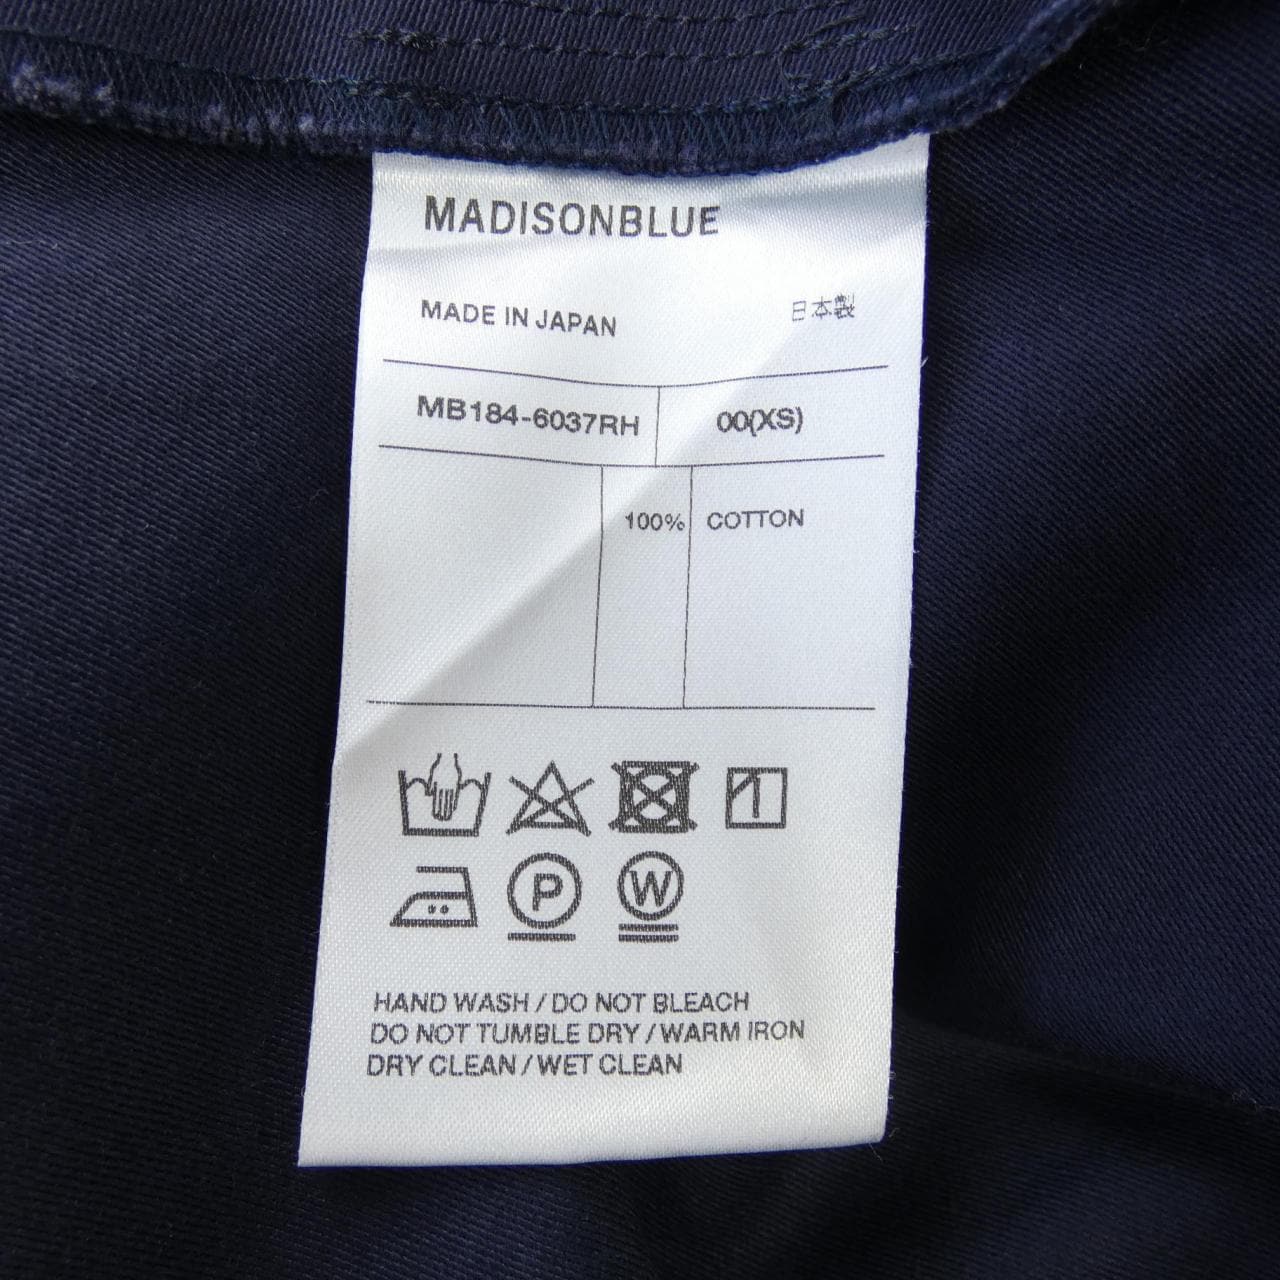 MADISONBLUE
MADE IN JAPAN 日本製
MB184-6037RH 00(XS)
100% COTTON
P W
HAND WASH / DO NOT BLEACH
DO NOT TUMBLE DRY / WARM IRON
DRY CLEAN / WET CLEAN